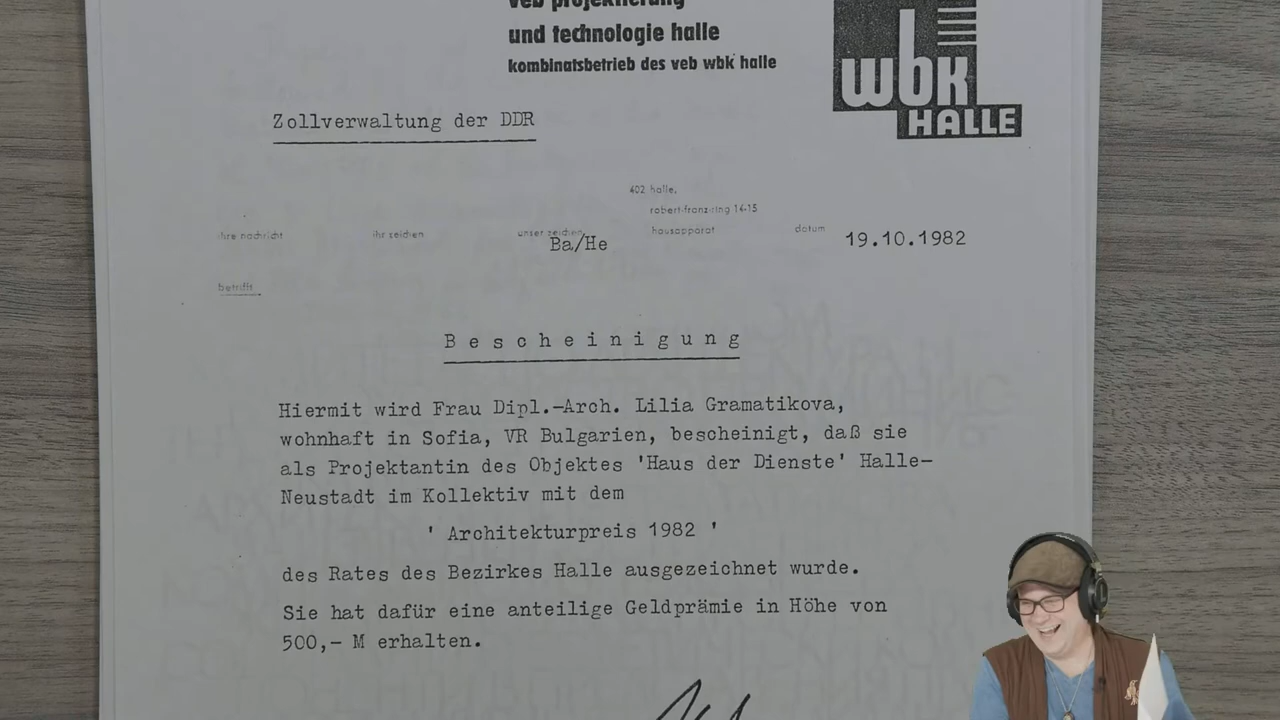 veb projektierung
und technologie halle
kombinatsbetrieb des veb wbk halle
wbk
HALLE
Zollverwaltung der DDR
402 halle,
robert-franz-ring 14-15
ihre nachricht ihr zeichen unser zeichen hausapparat datum
Ba/He 19.10.1982
betrifft
Bescheinigung
Hiermit wird Frau Dipl.-Arch. Lilia Gramatikova,
wohnhaft in Sofia, VR Bulgarien, bescheinigt, daß sie
als Projektantin des Objektes 'Haus der Dienste' Halle-
Neustadt im Kollektiv mit dem
' Architekturpreis 1982 '
des Rates des Bezirkes Halle ausgezeichnet wurde.
Sie hat dafür eine anteilige Geldprämie in Höhe von
500,- M erhalten.